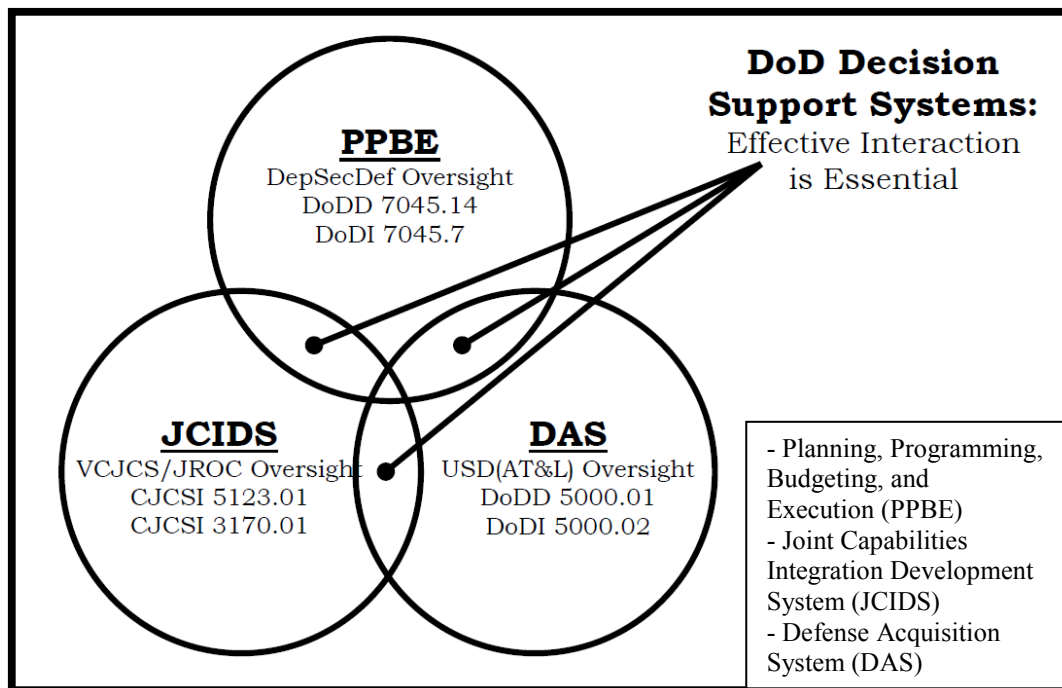 DoD Decision
Support Systems:
Effective Interaction
is Essential
PPBE
DepSecDef Oversight
DoDD 7045.14
DoDI 7045.7
JCIDS
VCJCS/JROC Oversight
CJCSI 5123.01
CJCSI 3170.01
DAS
USD(AT&L) Oversight
DoDD 5000.01
DoDI 5000.02
- Planning, Programming,
Budgeting, and
Execution (PPBE)
- Joint Capabilities
Integration Development
System (JCIDS)
- Defense Acquisition
System (DAS)